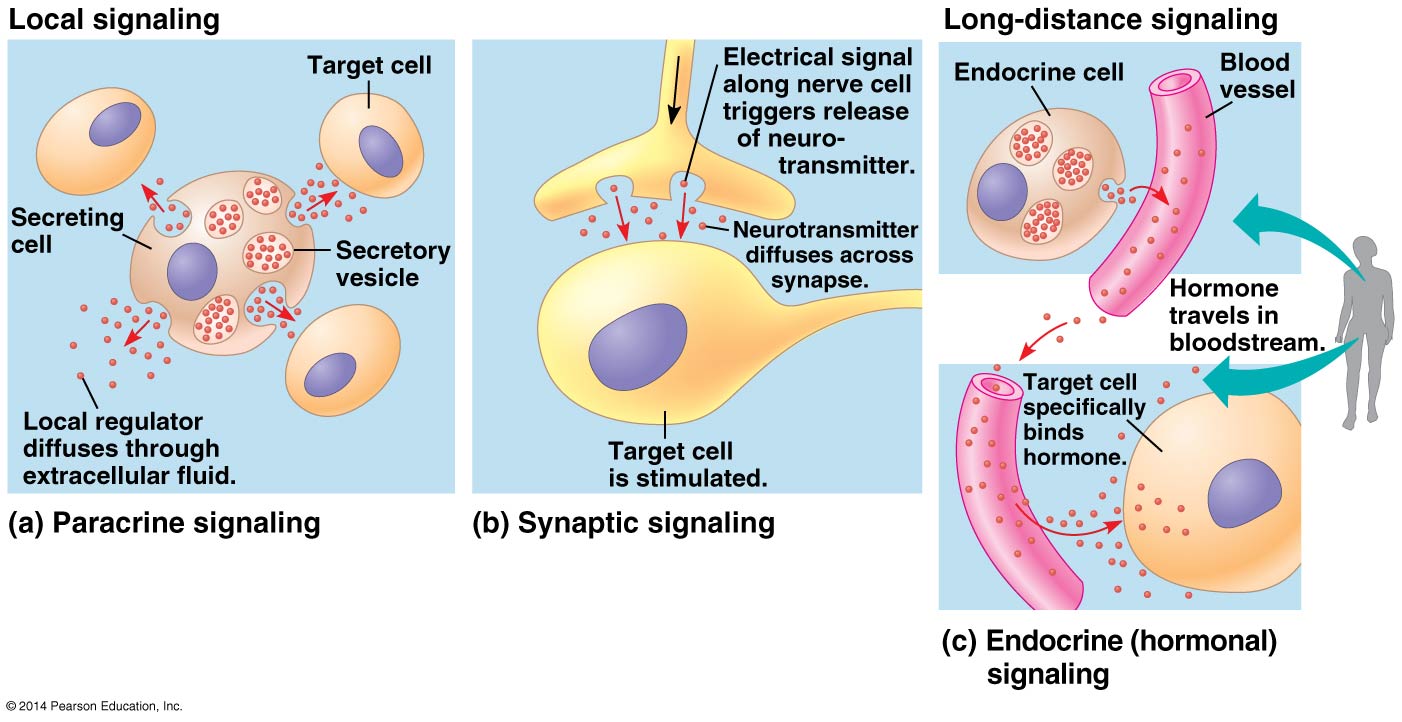 Local signaling
Target cell
Secreting
cell
Secretory
vesicle
Local regulator
diffuses through
extracellular fluid.
(a) Paracrine signaling
Electrical signal
along nerve cell
triggers release
of neuro-
transmitter.
Neurotransmitter
diffuses across
synapse.
Target cell
is stimulated.
(b) Synaptic signaling
Long-distance signaling
Endocrine cell
Blood
vessel
Hormone
travels in
bloodstream.
Target cell
specifically
binds
hormone.
(c) Endocrine (hormonal)
signaling
© 2014 Pearson Education, Inc.